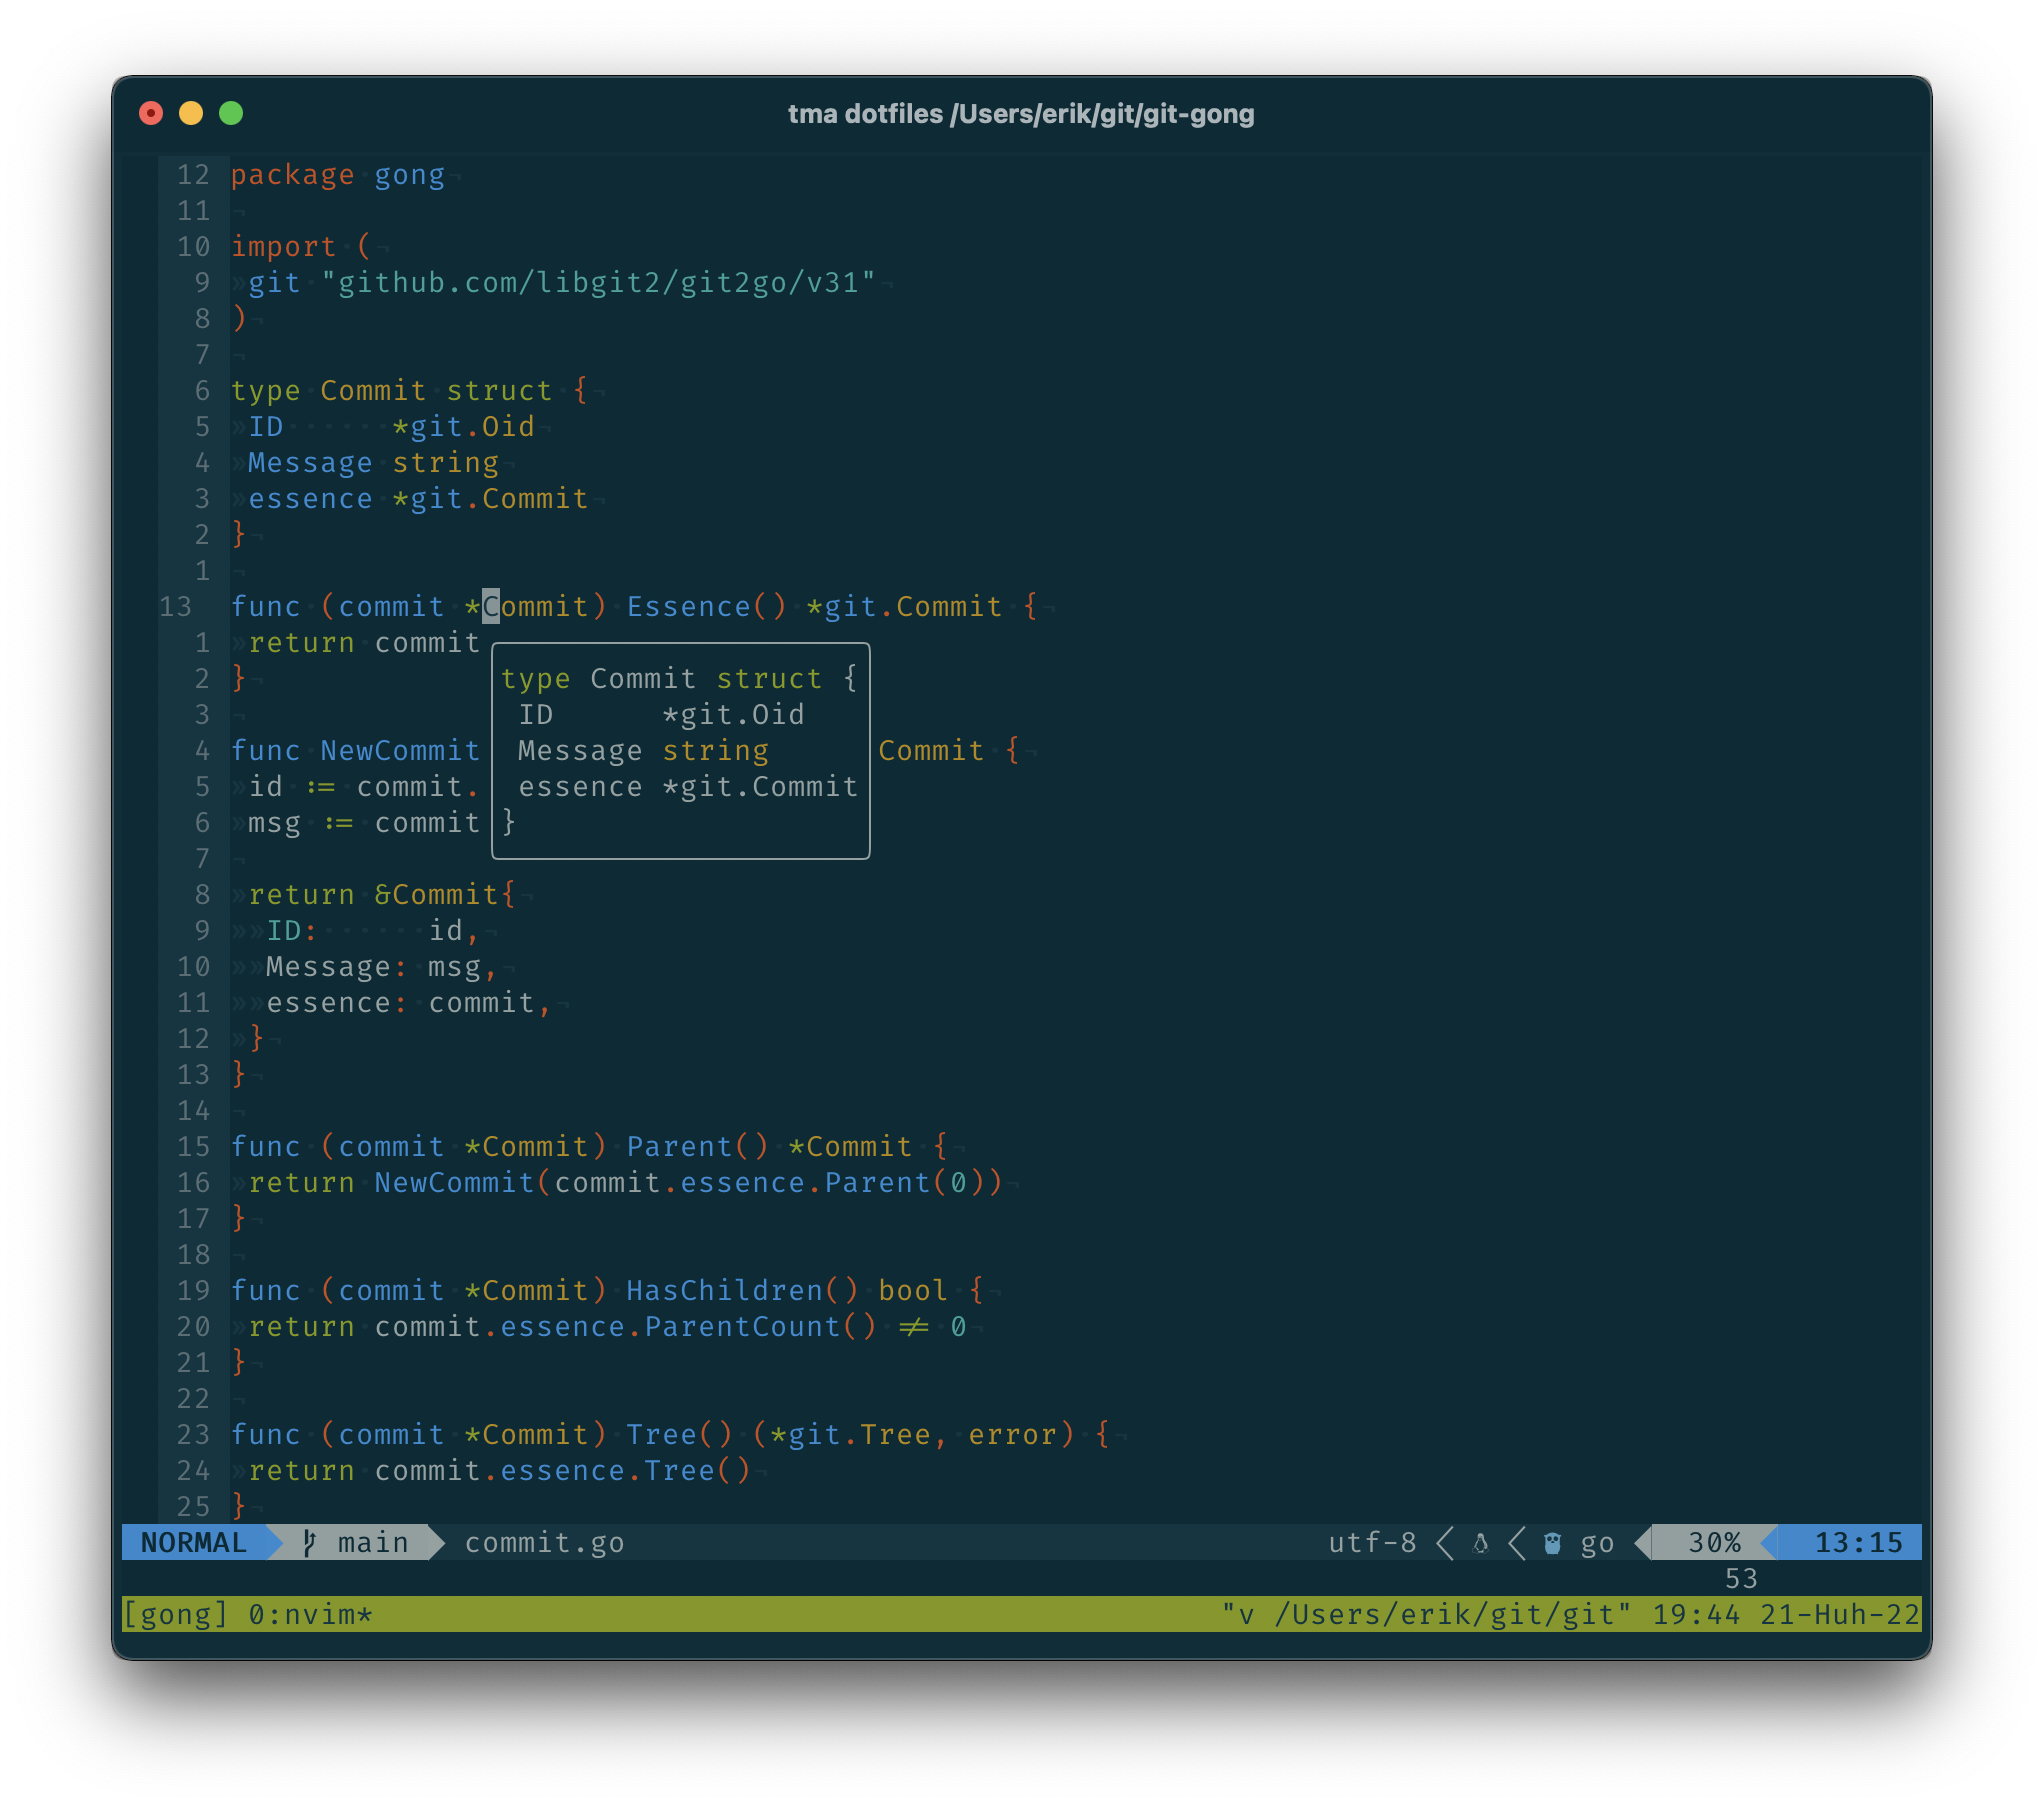 tma dotfiles /Users/erik/git/git-gong
12 package gong
11
10 import (
9 git "github.com/libgit2/git2go/v31"
8 )
7
6 type Commit struct {
5 ID *git.Oid
4 Message string
3 essence *git.Commit
2 }
1
13 func (commit *Commit) Essence() *git.Commit {
1 return commit
2 }
type Commit struct {
3
ID *git.Oid
4 func NewCommit Commit {
Message string
5 id := commit.
essence *git.Commit
6 msg := commit
}
7
8 return &Commit{
9 ID: id,
10 Message: msg,
11 essence: commit,
12 }
13 }
14
15 func (commit *Commit) Parent() *Commit {
16 return NewCommit(commit.essence.Parent(0))
17 }
18
19 func (commit *Commit) HasChildren() bool {
20 return commit.essence.ParentCount() != 0
21 }
22
23 func (commit *Commit) Tree() (*git.Tree, error) {
24 return commit.essence.Tree()
25 }
NORMAL main commit.go utf-8 go 30% 13:15
53
[gong] 0:nvim* "v /Users/erik/git/git" 19:44 21-Huh-22